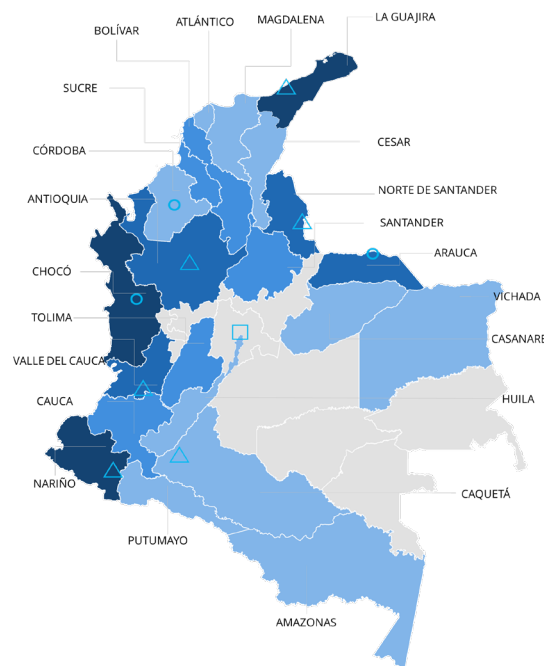 LA GUAJIRA
MAGDALENA
ATLÁNTICO
BOLÍVAR
SUCRE
CESAR
CÓRDOBA
NORTE DE SANTANDER
ANTIOQUIA
SANTANDER
ARAUCA
CHOCÓ
VICHADA
TOLIMA
CASANARE
VALLE DEL CAUCA
HUILA
CAUCA
NARIÑO
CAQUETÁ
PUTUMAYO
AMAZONAS